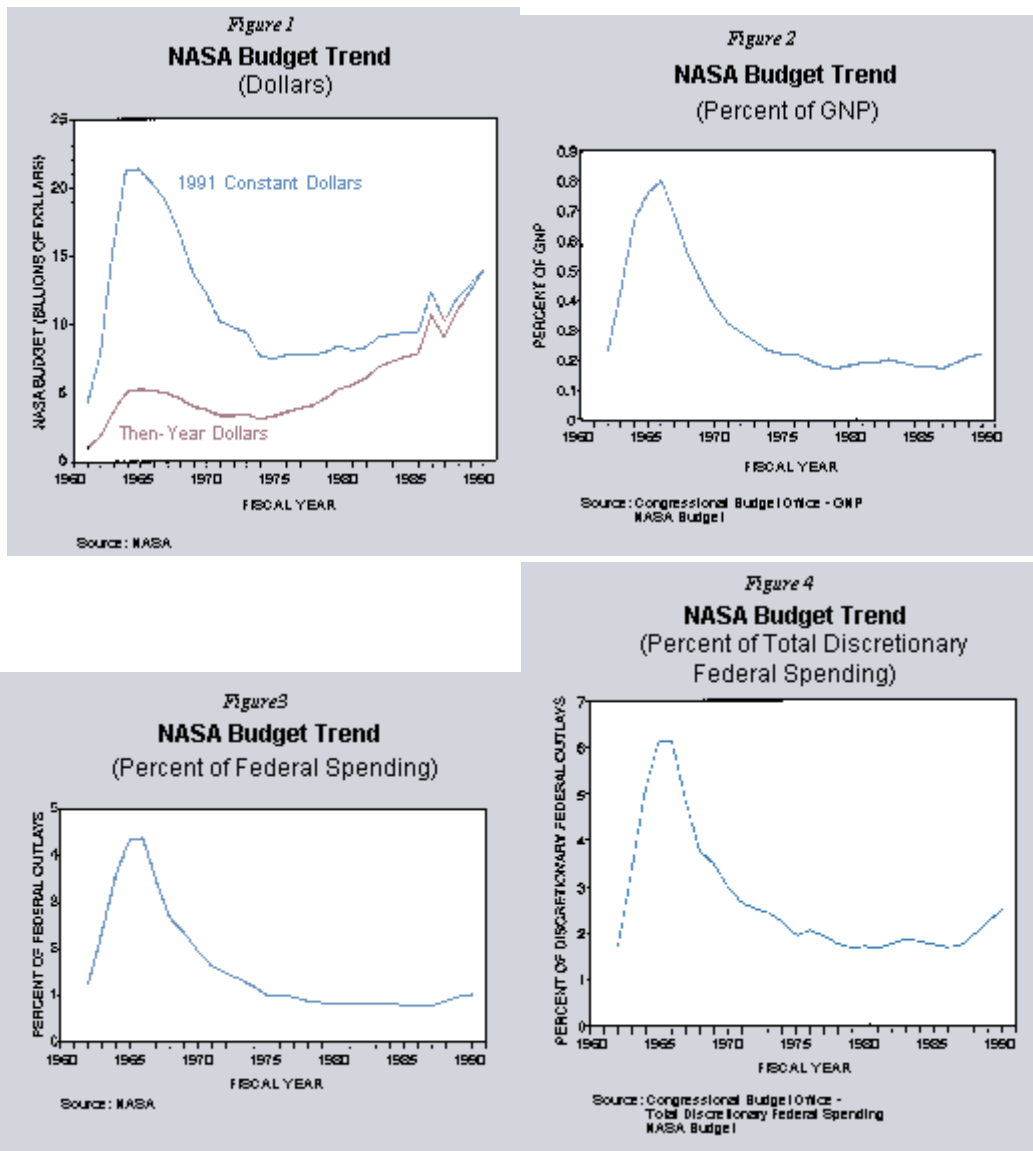 Figure 1
NASA Budget Trend
(Dollars)
NASA BUDGET (BILLIONS OF DOLLARS)
25
20
15
10
5
0
1991 Constant Dollars
Then-Year Dollars
1960 1965 1970 1975 1980 1985 1990
FISCAL YEAR
Source: NASA
Figure 2
NASA Budget Trend
(Percent of GNP)
PERCENT OF GNP
0.9
0.8
0.7
0.6
0.5
0.4
0.3
0.2
0.1
0
1960 1965 1970 1975 1980 1985 1990
FISCAL YEAR
Source: Congressional Budget Office - GNP
NASA Budget
Figure3
NASA Budget Trend
(Percent of Federal Spending)
PERCENT OF FEDERAL OUTLAYS
5
4
3
2
1
0
1960 1965 1970 1975 1980 1985 1990
FISCAL YEAR
Source: NASA
Figure 4
NASA Budget Trend
(Percent of Total Discretionary
Federal Spending)
PERCENT OF DISCRETIONARY FEDERAL OUTLAYS
7
6
5
4
3
2
1
0
1960 1965 1970 1975 1980 1985 1990
FISCAL YEAR
Source: Congressional Budget Office -
Total Discretionary Federal Spending
NASA Budget